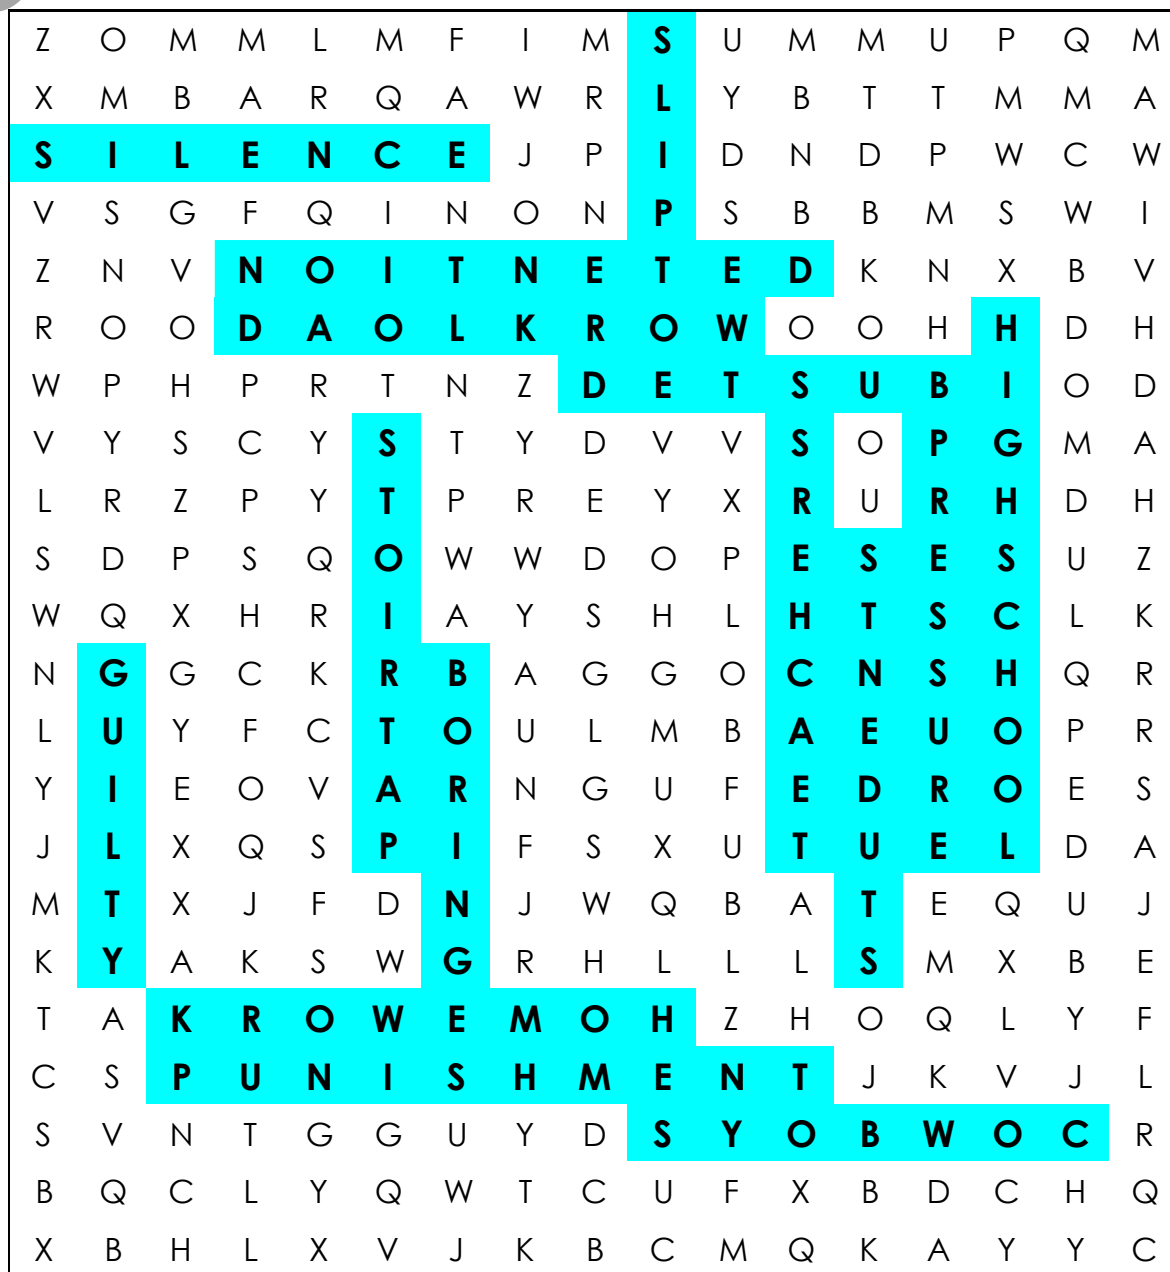 Z O M M L M F I M S U M M U P Q M
X M B A R Q A W R L Y B T T M M A
S I L E N C E J P I D N D P W C W
V S G F Q I N O N P S B B M S W I
Z N V N O I T N E T E D K N X B V
R O O D A O L K R O W O O H H D H
W P H P R T N Z D E T S U B I O D
V Y S C Y S T Y D V V S O P G M A
L R Z P Y T P R E Y X R U R H D H
S D P S Q O W W D O P E S E S U Z
W Q X H R I A Y S H L H T S C L K
N G G C K R B A G G O C N S H Q R
L U Y F C T O U L M B A E U O P R
Y I E O V A R N G U F E D R O E S
J L X Q S P I F S X U T U E L D A
M T X J F D N J W Q B A T E Q U J
K Y A K S W G R H L L L S M X B E
T A K R O W E M O H Z H O Q L Y F
C S P U N I S H M E N T J K V J L
S V N T G G U Y D S Y O B W O C R
B Q C L Y Q W T C U F X B D C H Q
X B H L X V J K B C M Q K A Y Y C